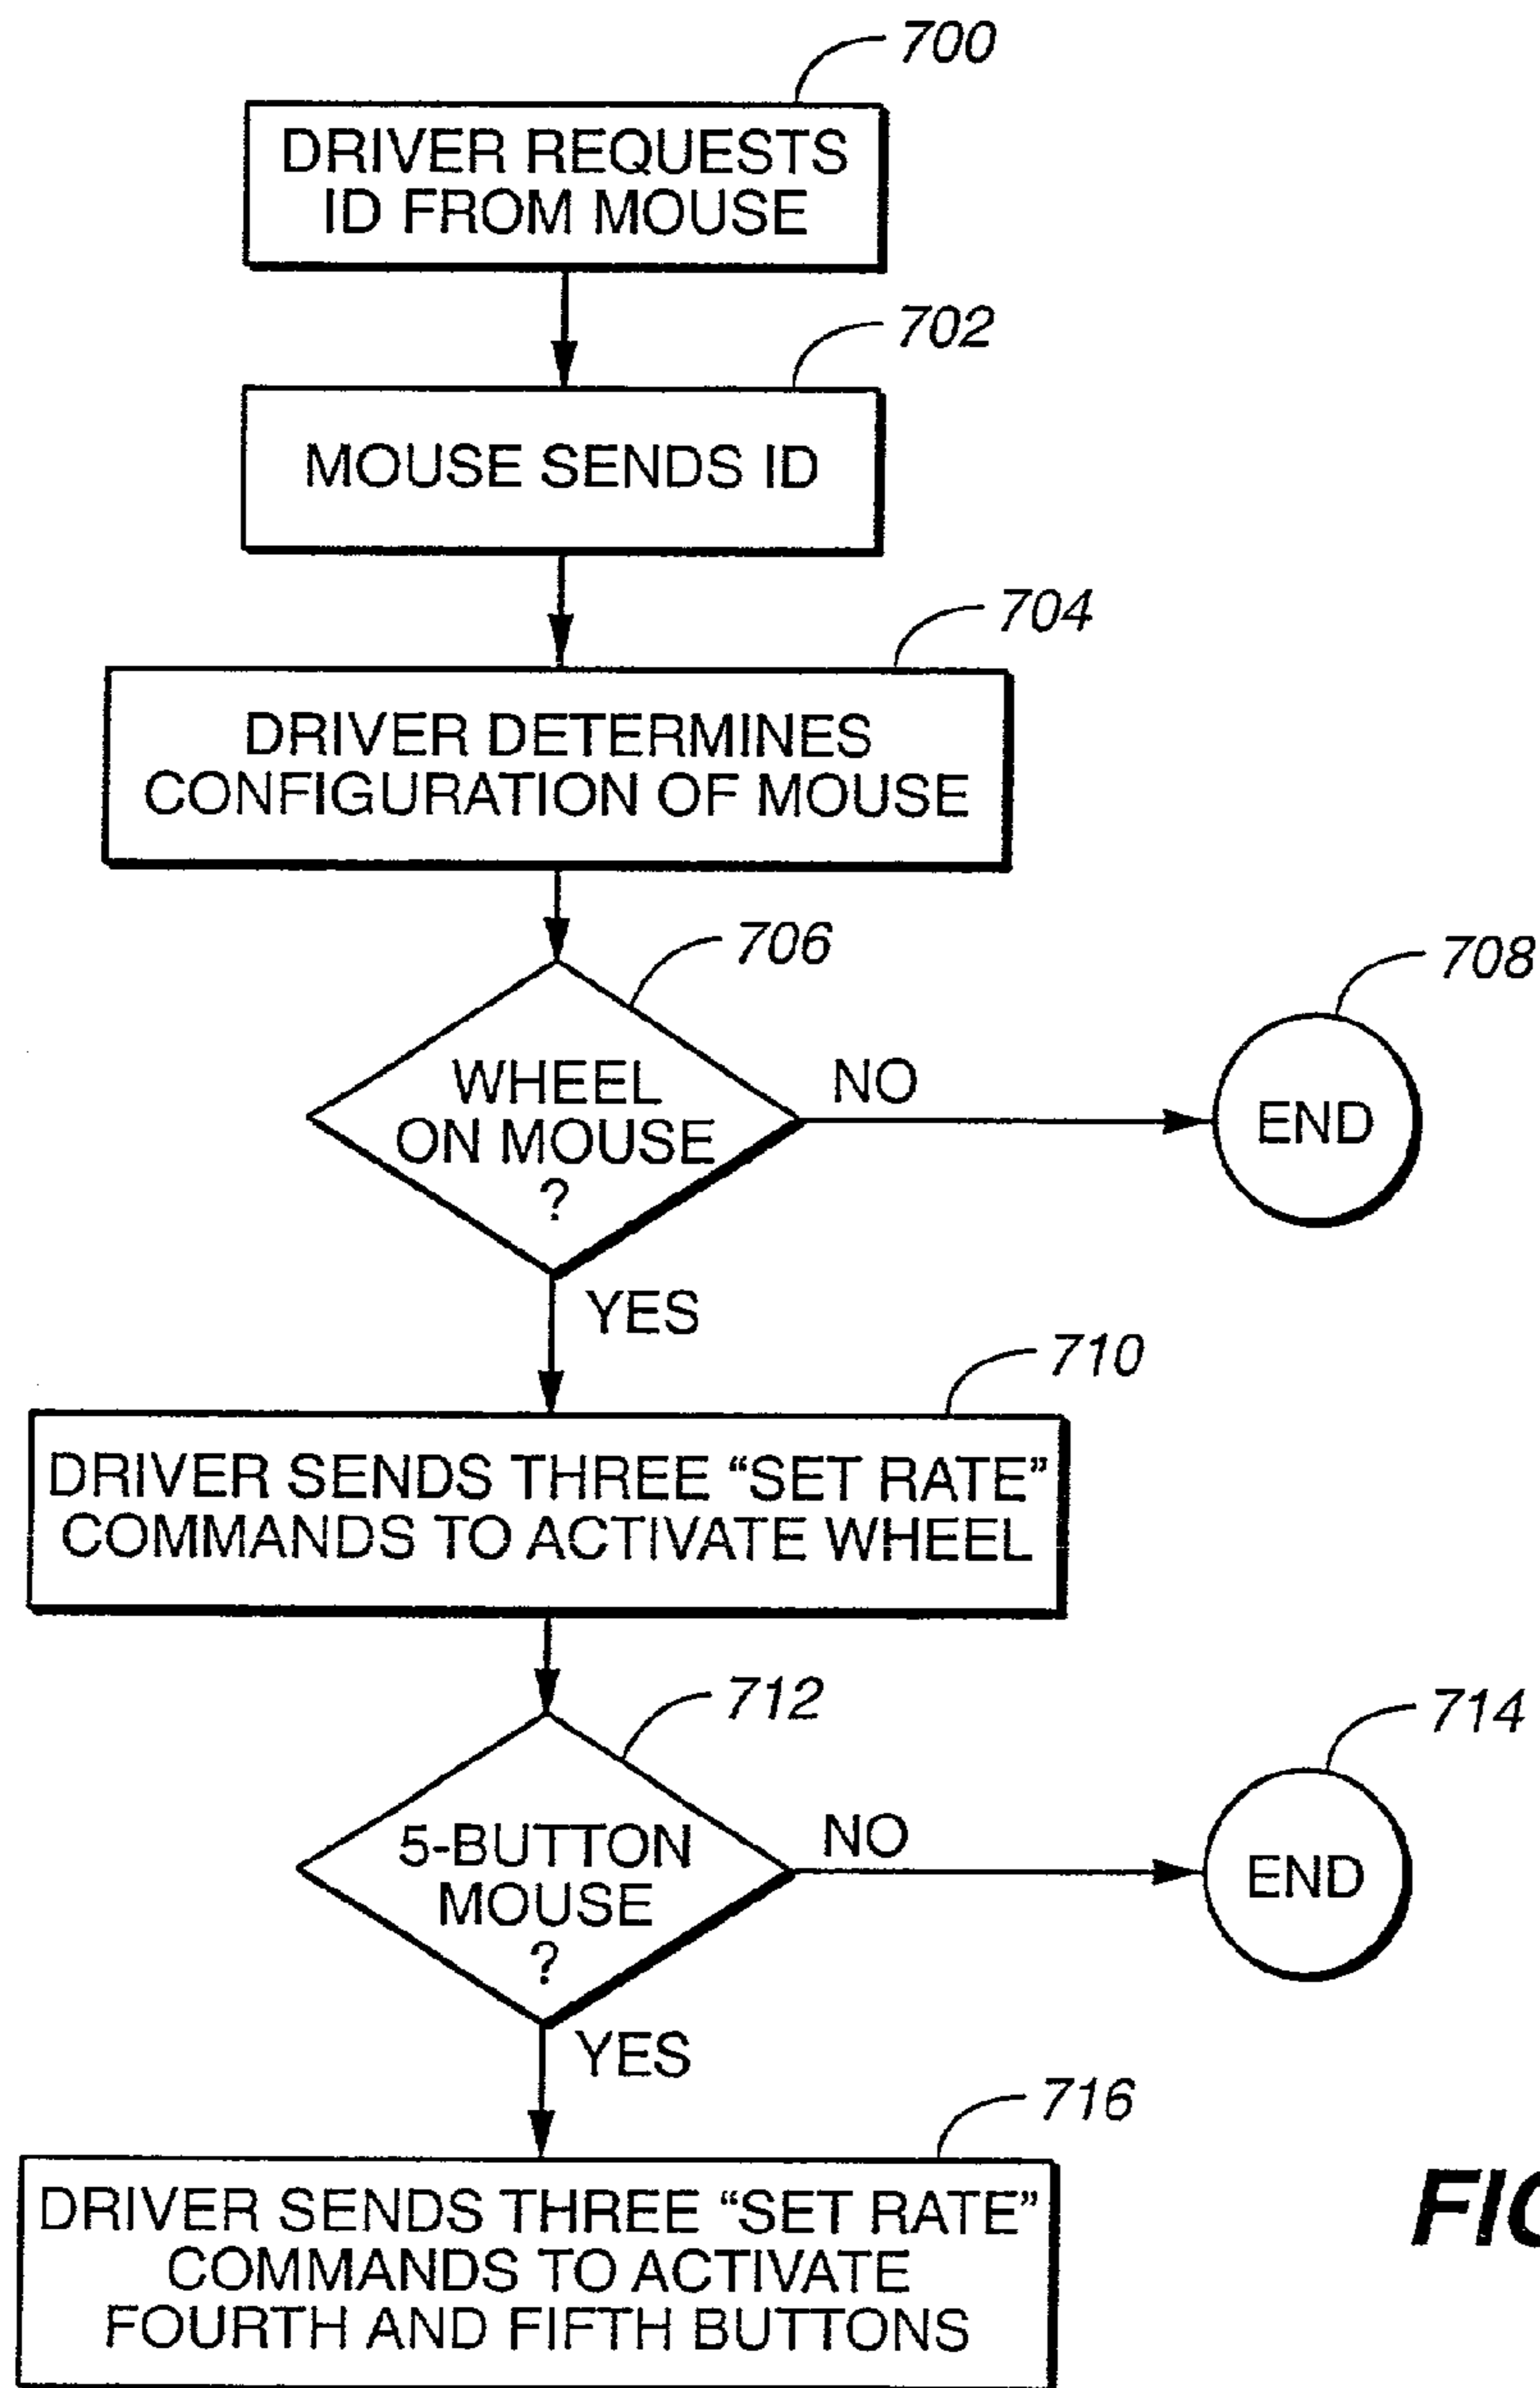 700
DRIVER REQUESTS
ID FROM MOUSE
702
MOUSE SENDS ID
704
DRIVER DETERMINES
CONFIGURATION OF MOUSE
706
WHEEL
ON MOUSE
?
NO
708
END
YES
710
DRIVER SENDS THREE “SET RATE”
COMMANDS TO ACTIVATE WHEEL
712
5-BUTTON
MOUSE
?
NO
714
END
YES
716
DRIVER SENDS THREE “SET RATE”
COMMANDS TO ACTIVATE
FOURTH AND FIFTH BUTTONS